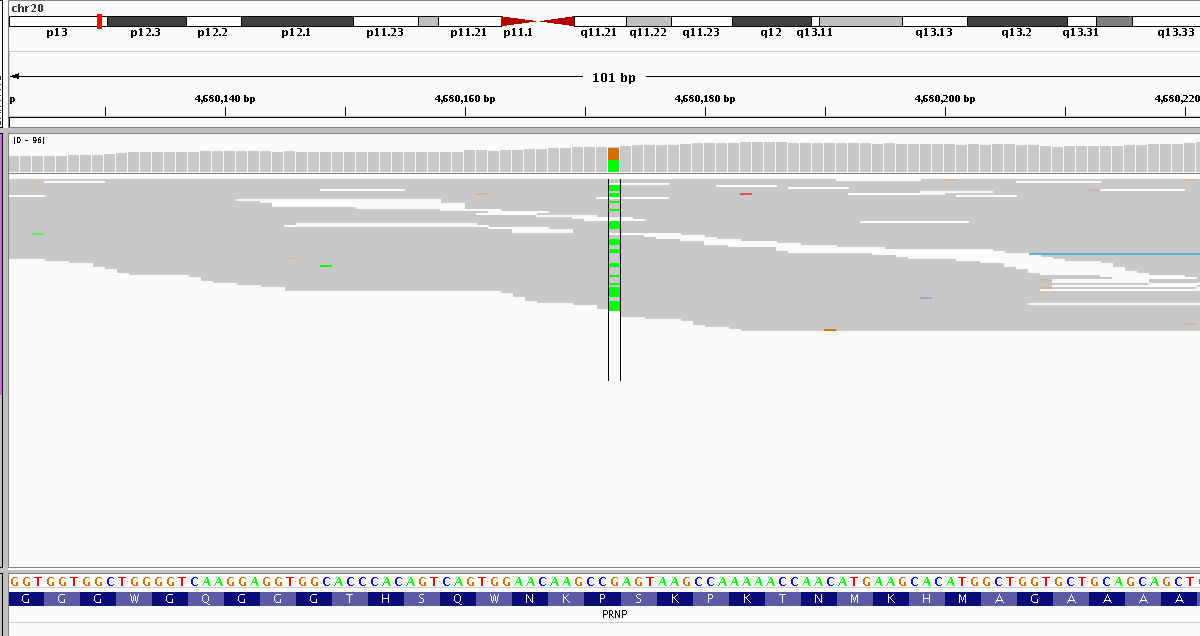 chr20
p13 p12.3 p12.2 p12.1 p11.23 p11.21 p11.1 q11.21 q11.22 q11.23 q12 q13.11 q13.13 q13.2 q13.31 q13.33
101 bp
p 4,680,140 bp 4,680,160 bp 4,680,180 bp 4,680,200 bp 4,680,220
[0 - 96]
GGTGGTGGCTGGGGTCAAGGAGGTGGCACCCACAGTCAGTGGAACAAGCCGAGTAAGCCAAAAACCAACATGAAGCACATGGCTGGTGCTGCAGCAGCT
G G G W G Q G G G T H S Q W N K P S K P K T N M K H M A G A A A A
PRNP